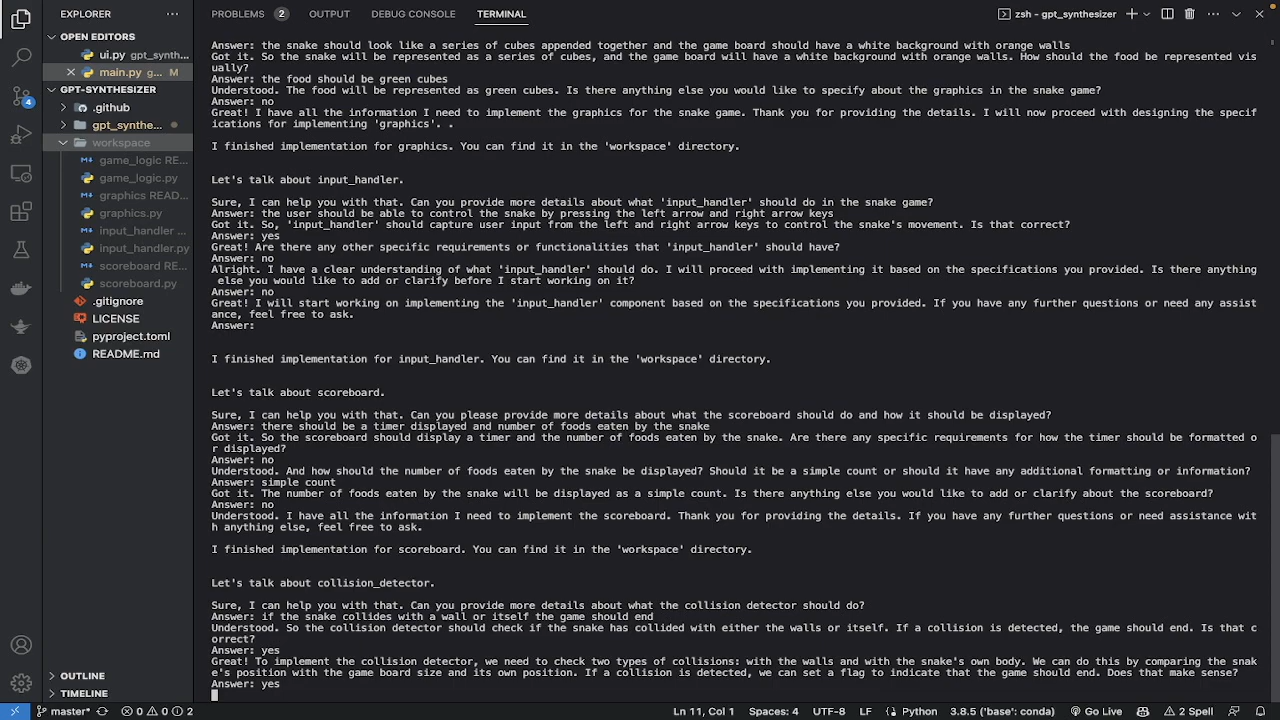 EXPLORER
PROBLEMS 2 OUTPUT DEBUG CONSOLE TERMINAL
zsh - gpt_synthesizer
OPEN EDITORS
ui.py gpt_synth...
main.py g... M
GPT-SYNTHESIZER
.github
gpt_synthe...
workspace
game_logic RE...
game_logic.py
graphics READ...
graphics.py
input_handler ...
input_handler.py
scoreboard RE...
scoreboard.py
.gitignore
LICENSE
pyproject.toml
README.md
4
OUTLINE
TIMELINE
Answer: the snake should look like a series of cubes appended together and the game board should have a white background with orange walls
Got it. So the snake will be represented as a series of cubes, and the game board will have a white background with orange walls. How should the food be represented vis
ually?
Answer: the food should be green cubes
Understood. The food will be represented as green cubes. Is there anything else you would like to specify about the graphics in the snake game?
Answer: no
Great! I have all the information I need to implement the graphics for the snake game. Thank you for providing the details. I will now proceed with designing the specif
ications for implementing 'graphics'. .
I finished implementation for graphics. You can find it in the 'workspace' directory.
Let's talk about input_handler.
Sure, I can help you with that. Can you provide more details about what 'input_handler' should do in the snake game?
Answer: the user should be able to control the snake by pressing the left arrow and right arrow keys
Got it. So, 'input_handler' should capture user input from the left and right arrow keys to control the snake's movement. Is that correct?
Answer: yes
Great! Are there any other specific requirements or functionalities that 'input_handler' should have?
Answer: no
Alright. I have a clear understanding of what 'input_handler' should do. I will proceed with implementing it based on the specifications you provided. Is there anything
else you would like to add or clarify before I start working on it?
Answer: no
Great! I will start working on implementing the 'input_handler' component based on the specifications you provided. If you have any further questions or need any assist
ance, feel free to ask.
Answer:
I finished implementation for input_handler. You can find it in the 'workspace' directory.
Let's talk about scoreboard.
Sure, I can help you with that. Can you please provide more details about what the scoreboard should do and how it should be displayed?
Answer: there should be a timer displayed and number of foods eaten by the snake
Got it. So the scoreboard should display a timer and the number of foods eaten by the snake. Are there any specific requirements for how the timer should be formatted o
r displayed?
Answer: no
Understood. And how should the number of foods eaten by the snake be displayed? Should it be a simple count or should it have any additional formatting or information?
Answer: simple count
Got it. The number of foods eaten by the snake will be displayed as a simple count. Is there anything else you would like to add or clarify about the scoreboard?
Answer: no
Understood. I have all the information I need to implement the scoreboard. Thank you for providing the details. If you have any further questions or need assistance wit
h anything else, feel free to ask.
I finished implementation for scoreboard. You can find it in the 'workspace' directory.
Let's talk about collision_detector.
Sure, I can help you with that. Can you provide more details about what the collision detector should do?
Answer: if the snake collides with a wall or itself the game should end
Understood. So the collision detector should check if the snake has collided with either the walls or itself. If a collision is detected, the game should end. Is that c
orrect?
Answer: yes
Great! To implement the collision detector, we need to check two types of collisions: with the walls and with the snake's own body. We can do this by comparing the snak
e's position with the game board size and its own position. If a collision is detected, we can set a flag to indicate that the game should end. Does that make sense?
Answer: yes
master* 0 0 2 Ln 11, Col 1 Spaces: 4 UTF-8 LF Python 3.8.5 ('base': conda) Go Live 2 Spell